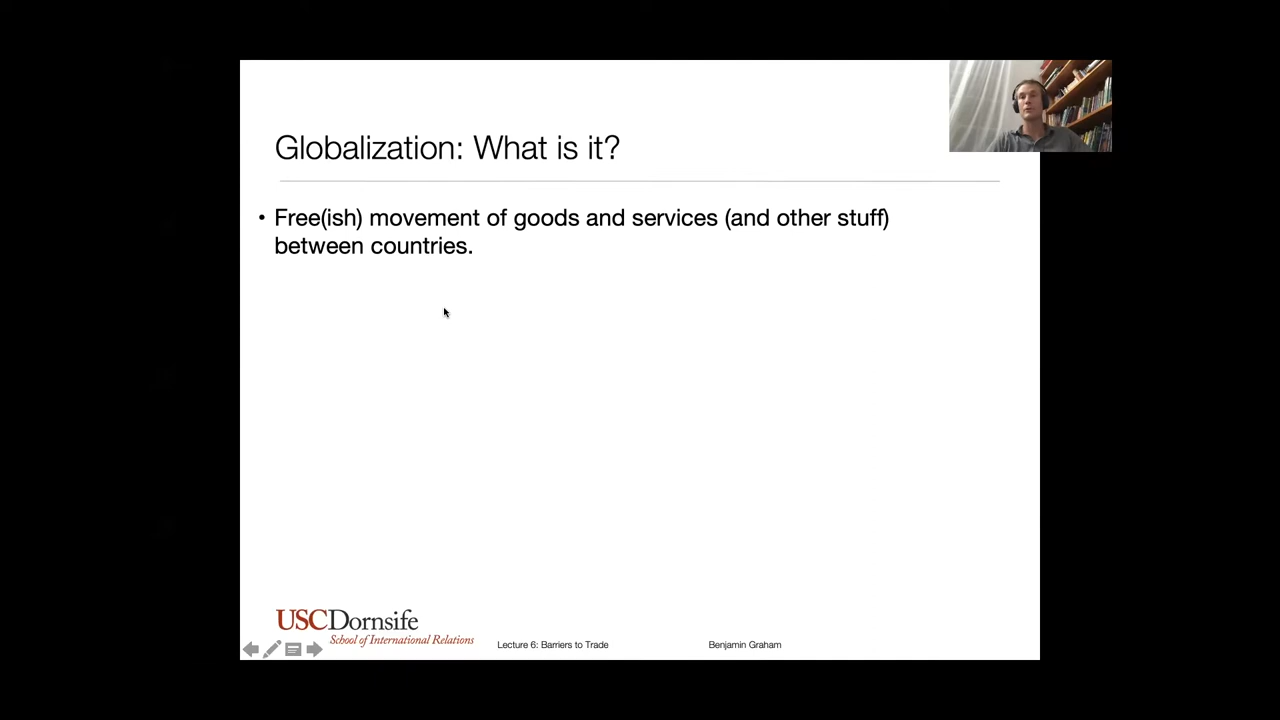 Globalization: What is it?
• Free(ish) movement of goods and services (and other stuff)
between countries.
USCDornsife
School of International Relations
Lecture 6: Barriers to Trade
Benjamin Graham